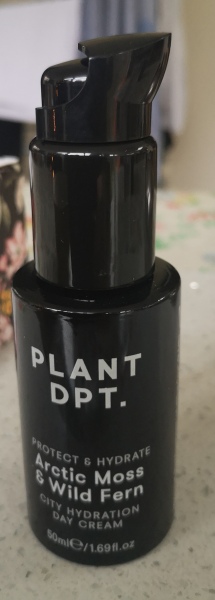 PLANT
DPT.
PROTECT & HYDRATE
Arctic Moss
& Wild Fern
CITY HYDRATION
DAY CREAM
50ml℮/1.69fl.oz